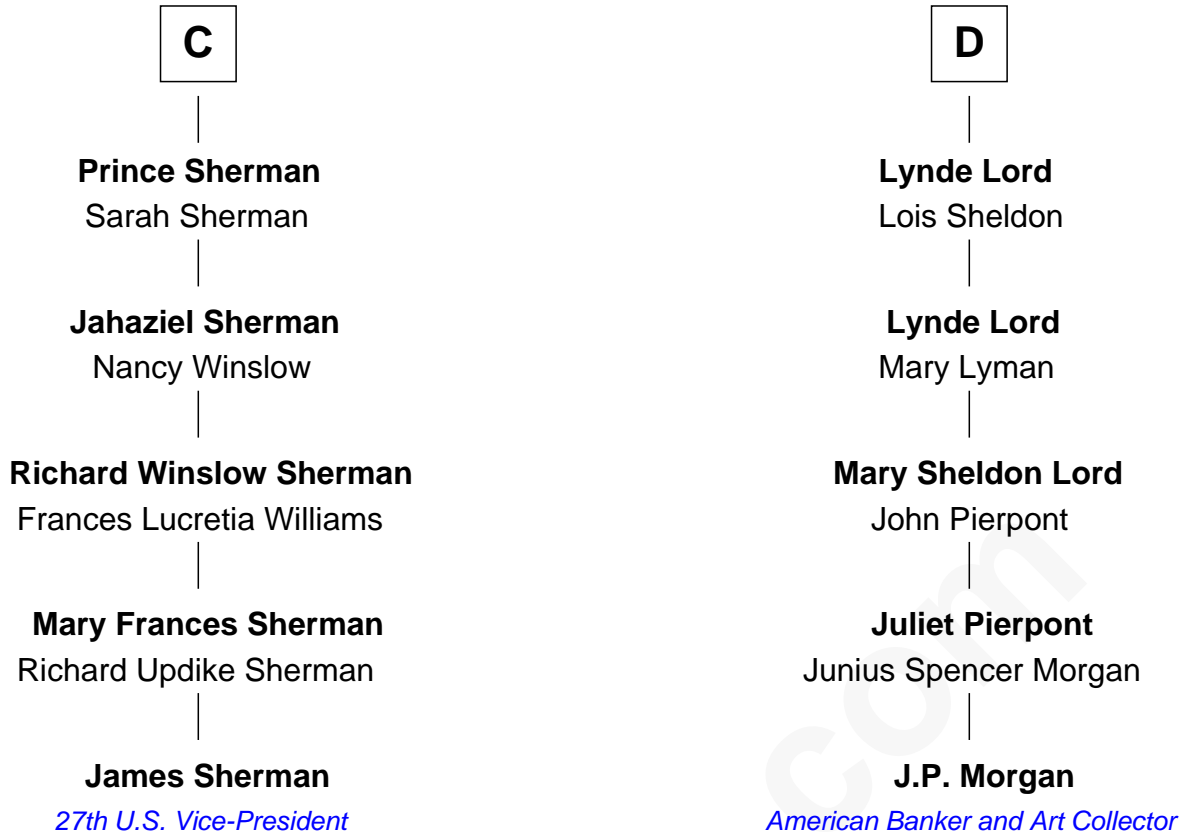 C
Prince Sherman
Sarah Sherman
Jahaziel Sherman
Nancy Winslow
Richard Winslow Sherman
Frances Lucretia Williams
Mary Frances Sherman
Richard Updike Sherman
James Sherman
27th U.S. Vice-President
D
Lynde Lord
Lois Sheldon
Lynde Lord
Mary Lyman
Mary Sheldon Lord
John Pierpont
Juliet Pierpont
Junius Spencer Morgan
J.P. Morgan
American Banker and Art Collector
com